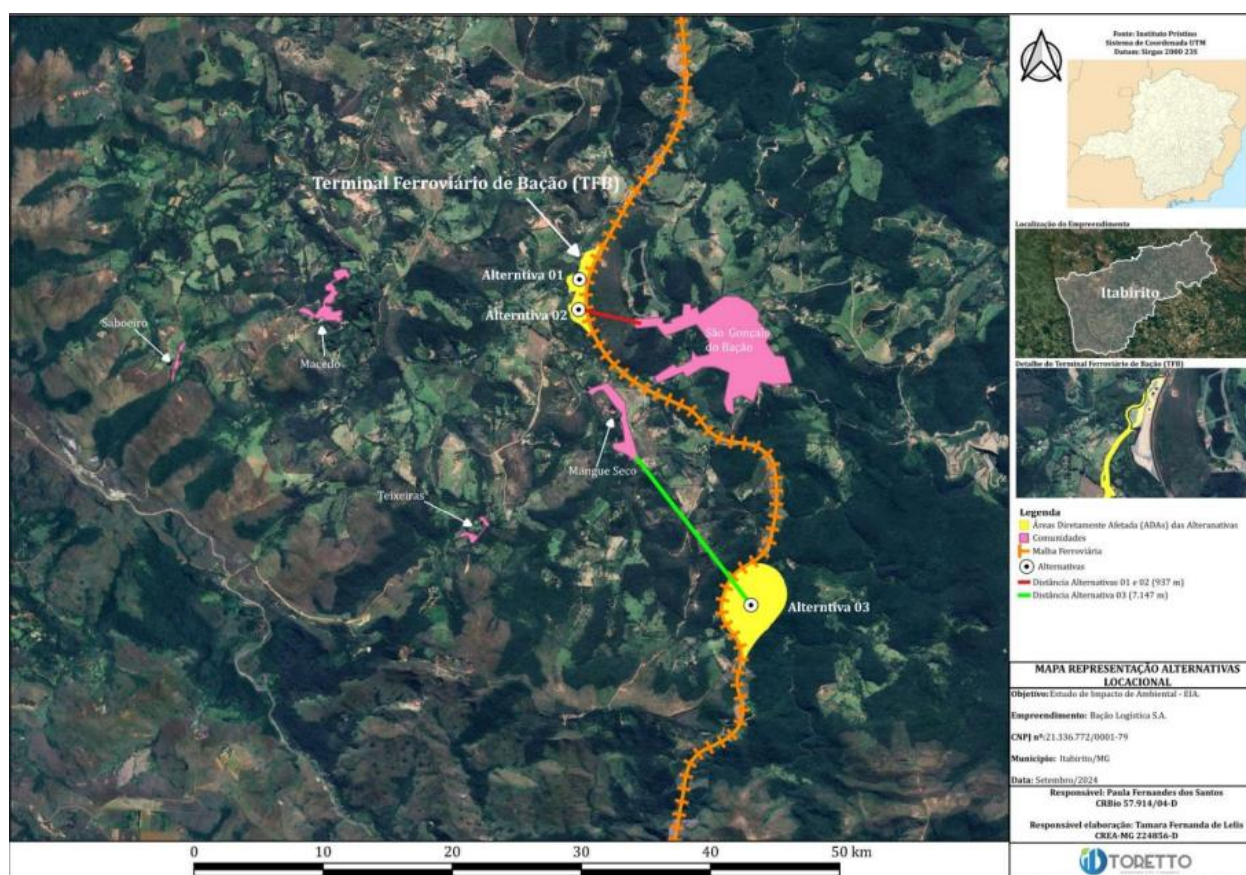 Terminal Ferroviário de Bação (TFB)
Alterntiva 01
Alterntiva 02
São Gonçalo
do Bação
Saboeiro
Macedo
Mangue Seco
Teixeiras
Alterntiva 03
0 10 20 30 40 50 km
Fonte: Instituto Prístino
Sistema de Coordenada UTM
Datum: Sirgas 2000 23S
Localização do Empreendimento
Itabirito
Detalhe do Terminal Ferroviário de Bação (TFB)
Legenda
Áreas Diretamente Afetada (ADAs) das Alteranativas
Comunidades
Malha Ferroviária
Alternativas
Distância Alternativas 01 e 02 (937 m)
Distância Alternativa 03 (7.147 m)
MAPA REPRESENTAÇÃO ALTERNATIVAS
LOCACIONAL
Objetivo: Estudo de Impacto de Ambiental - EIA.
Empreendimento: Bação Logística S.A.
CNPJ nº:21.336.772/0001-79
Município: Itabirito/MG
Data: Setembro/2024
Responsável: Paula Fernandes dos Santos
CRBio 57.914/04-D
Responsável elaboração: Tamara Fernanda de Lelis
CREA-MG 224856-D
TORETTO